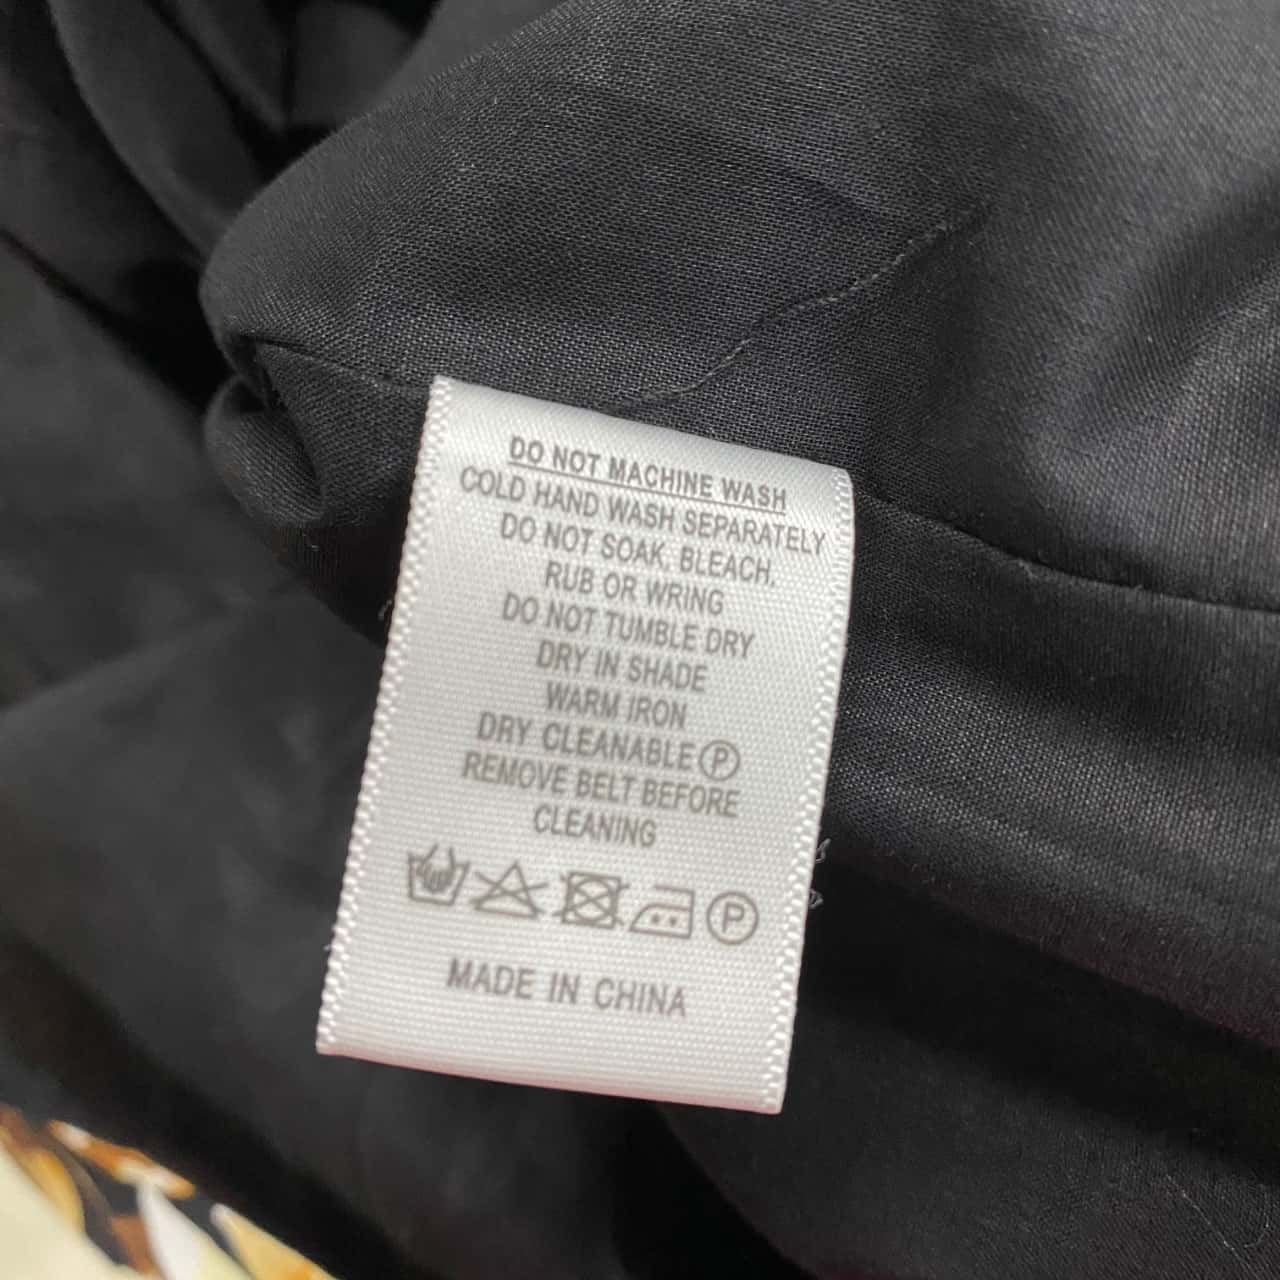 DO NOT MACHINE WASH
COLD HAND WASH SEPARATELY
DO NOT SOAK, BLEACH,
RUB OR WRING
DO NOT TUMBLE DRY
DRY IN SHADE
WARM IRON
DRY CLEANABLE Ⓟ
REMOVE BELT BEFORE
CLEANING
Ⓟ
MADE IN CHINA